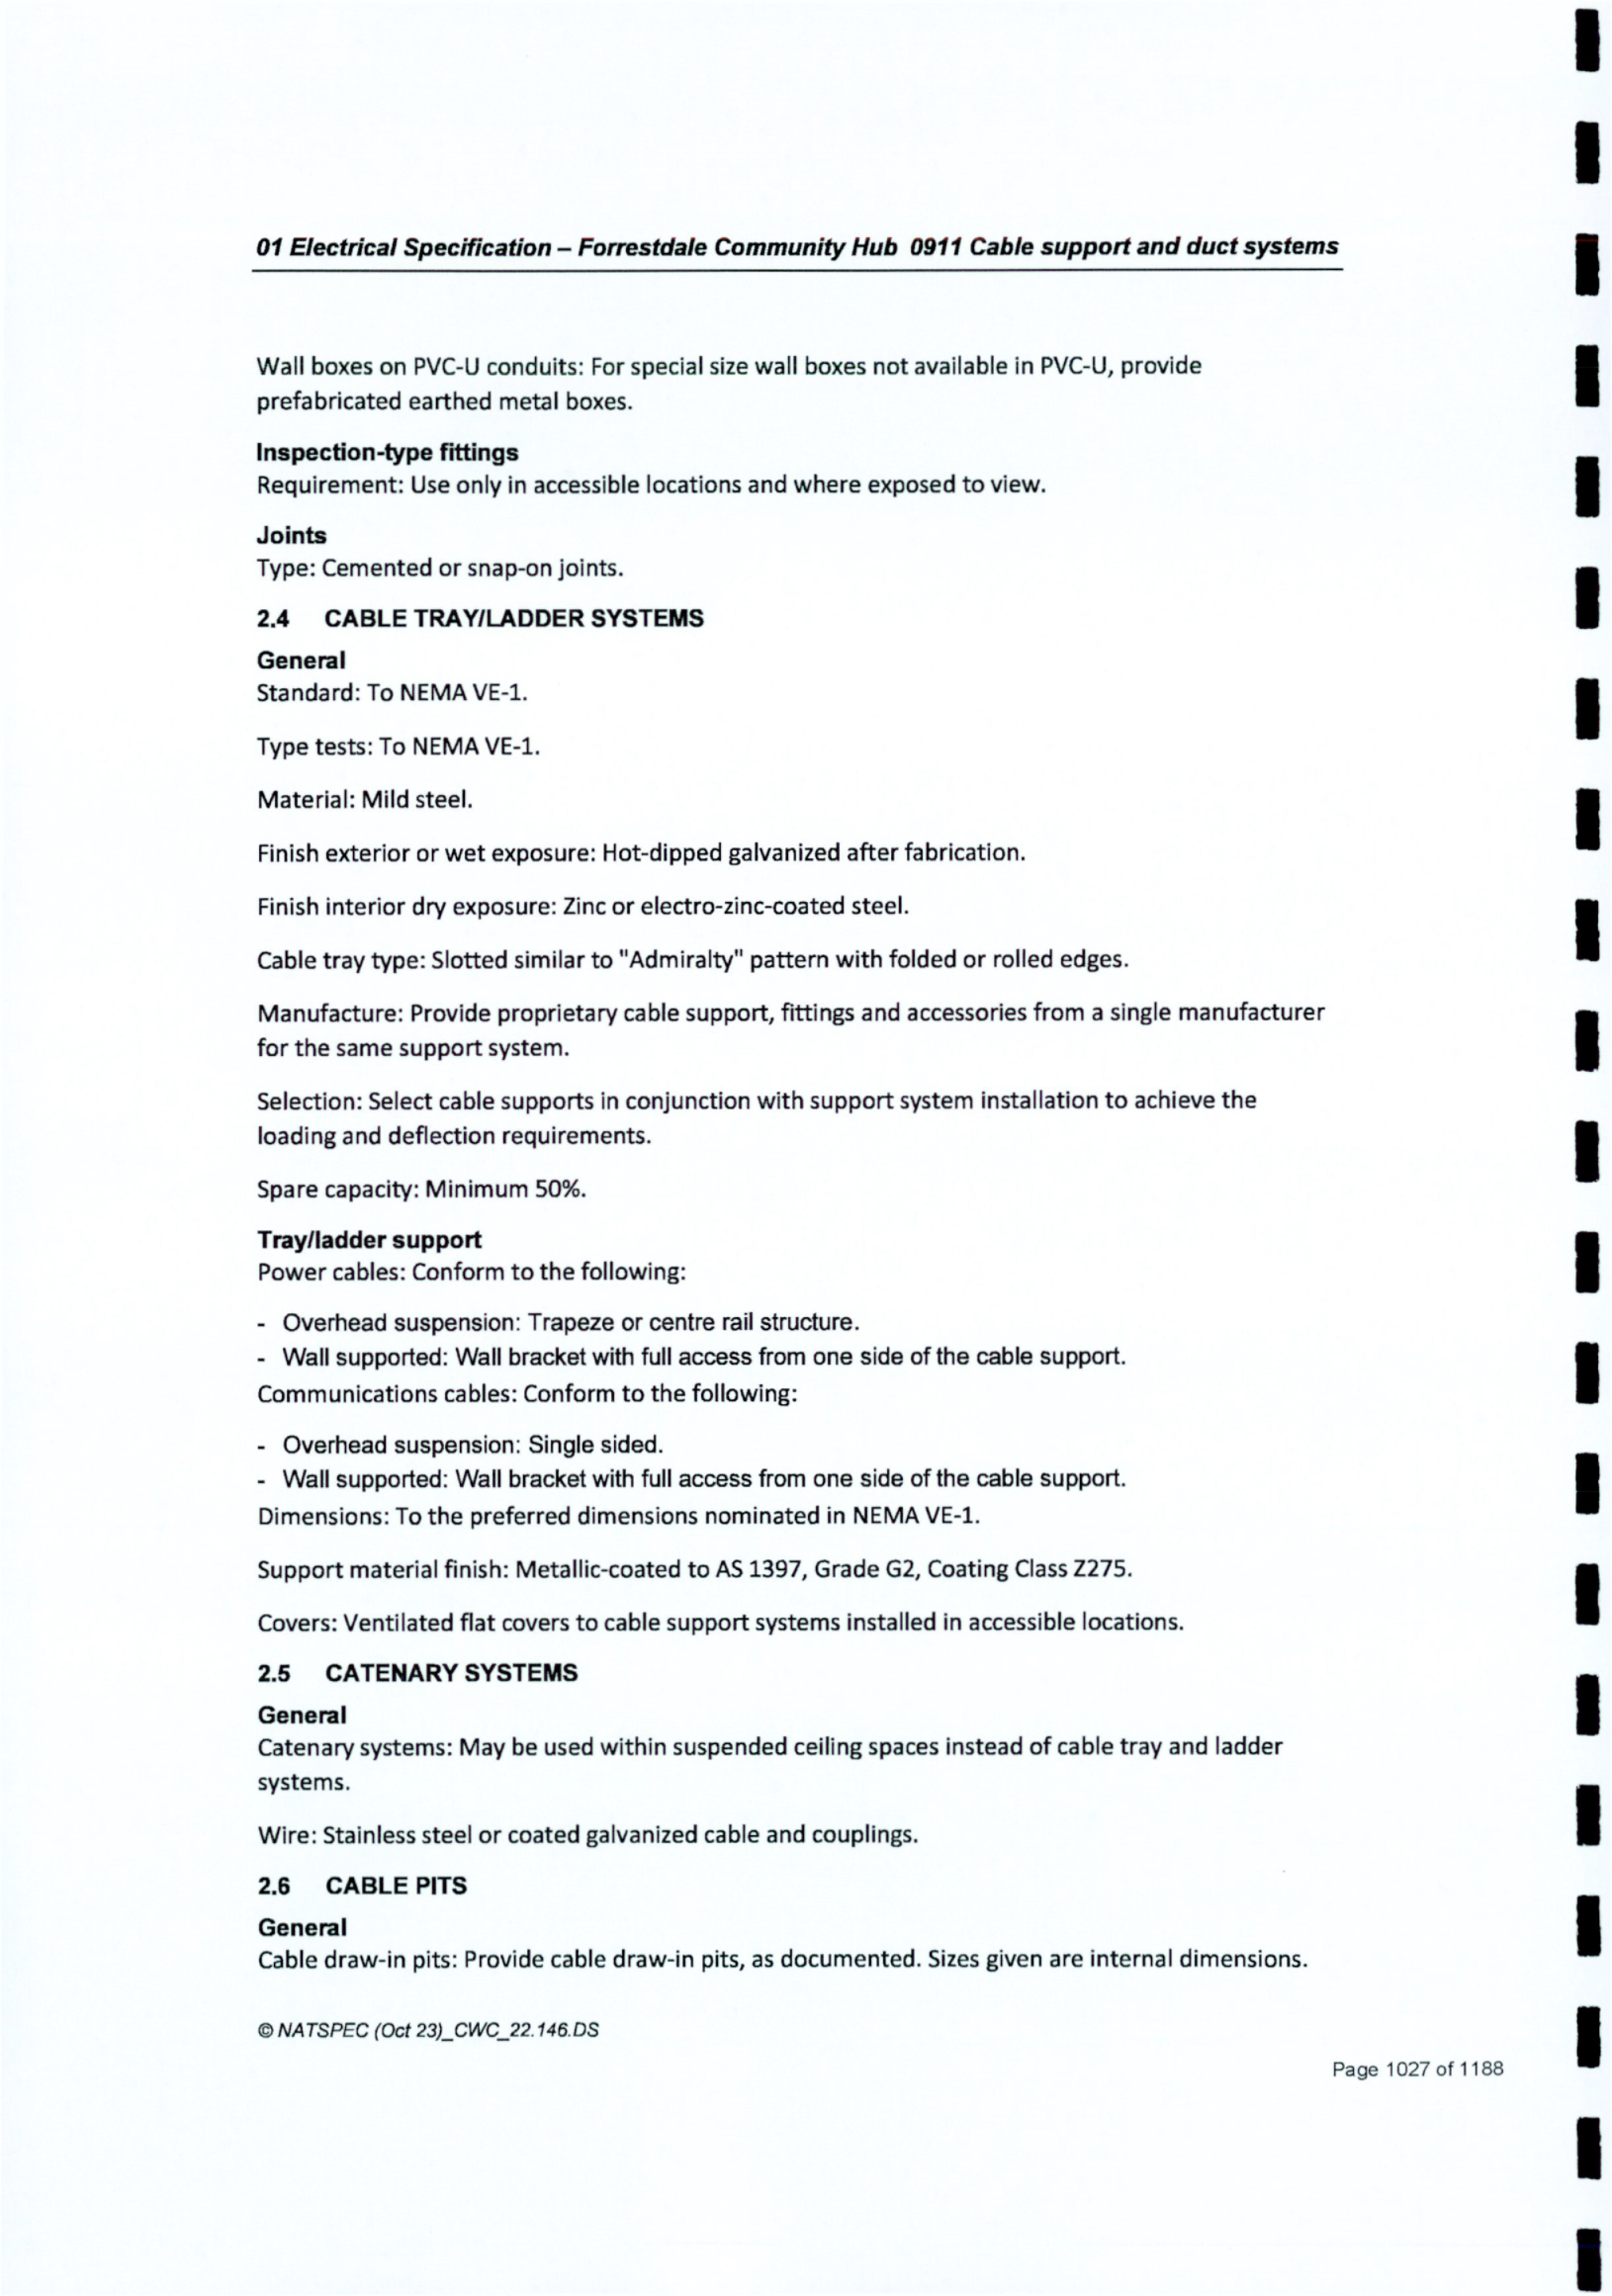 01 Electrical Specification – Forrestdale Community Hub 0911 Cable support and duct systems
Wall boxes on PVC-U conduits: For special size wall boxes not available in PVC-U, provide
prefabricated earthed metal boxes.
Inspection-type fittings
Requirement: Use only in accessible locations and where exposed to view.
Joints
Type: Cemented or snap-on joints.
2.4 CABLE TRAY/LADDER SYSTEMS
General
Standard: To NEMA VE-1.
Type tests: To NEMA VE-1.
Material: Mild steel.
Finish exterior or wet exposure: Hot-dipped galvanized after fabrication.
Finish interior dry exposure: Zinc or electro-zinc-coated steel.
Cable tray type: Slotted similar to "Admiralty" pattern with folded or rolled edges.
Manufacture: Provide proprietary cable support, fittings and accessories from a single manufacturer
for the same support system.
Selection: Select cable supports in conjunction with support system installation to achieve the
loading and deflection requirements.
Spare capacity: Minimum 50%.
Tray/ladder support
Power cables: Conform to the following:
- Overhead suspension: Trapeze or centre rail structure.
- Wall supported: Wall bracket with full access from one side of the cable support.
Communications cables: Conform to the following:
- Overhead suspension: Single sided.
- Wall supported: Wall bracket with full access from one side of the cable support.
Dimensions: To the preferred dimensions nominated in NEMA VE-1.
Support material finish: Metallic-coated to AS 1397, Grade G2, Coating Class Z275.
Covers: Ventilated flat covers to cable support systems installed in accessible locations.
2.5 CATENARY SYSTEMS
General
Catenary systems: May be used within suspended ceiling spaces instead of cable tray and ladder
systems.
Wire: Stainless steel or coated galvanized cable and couplings.
2.6 CABLE PITS
General
Cable draw-in pits: Provide cable draw-in pits, as documented. Sizes given are internal dimensions.
© NATSPEC (Oct 23)_CWC_22.146.DS
Page 1027 of 1188